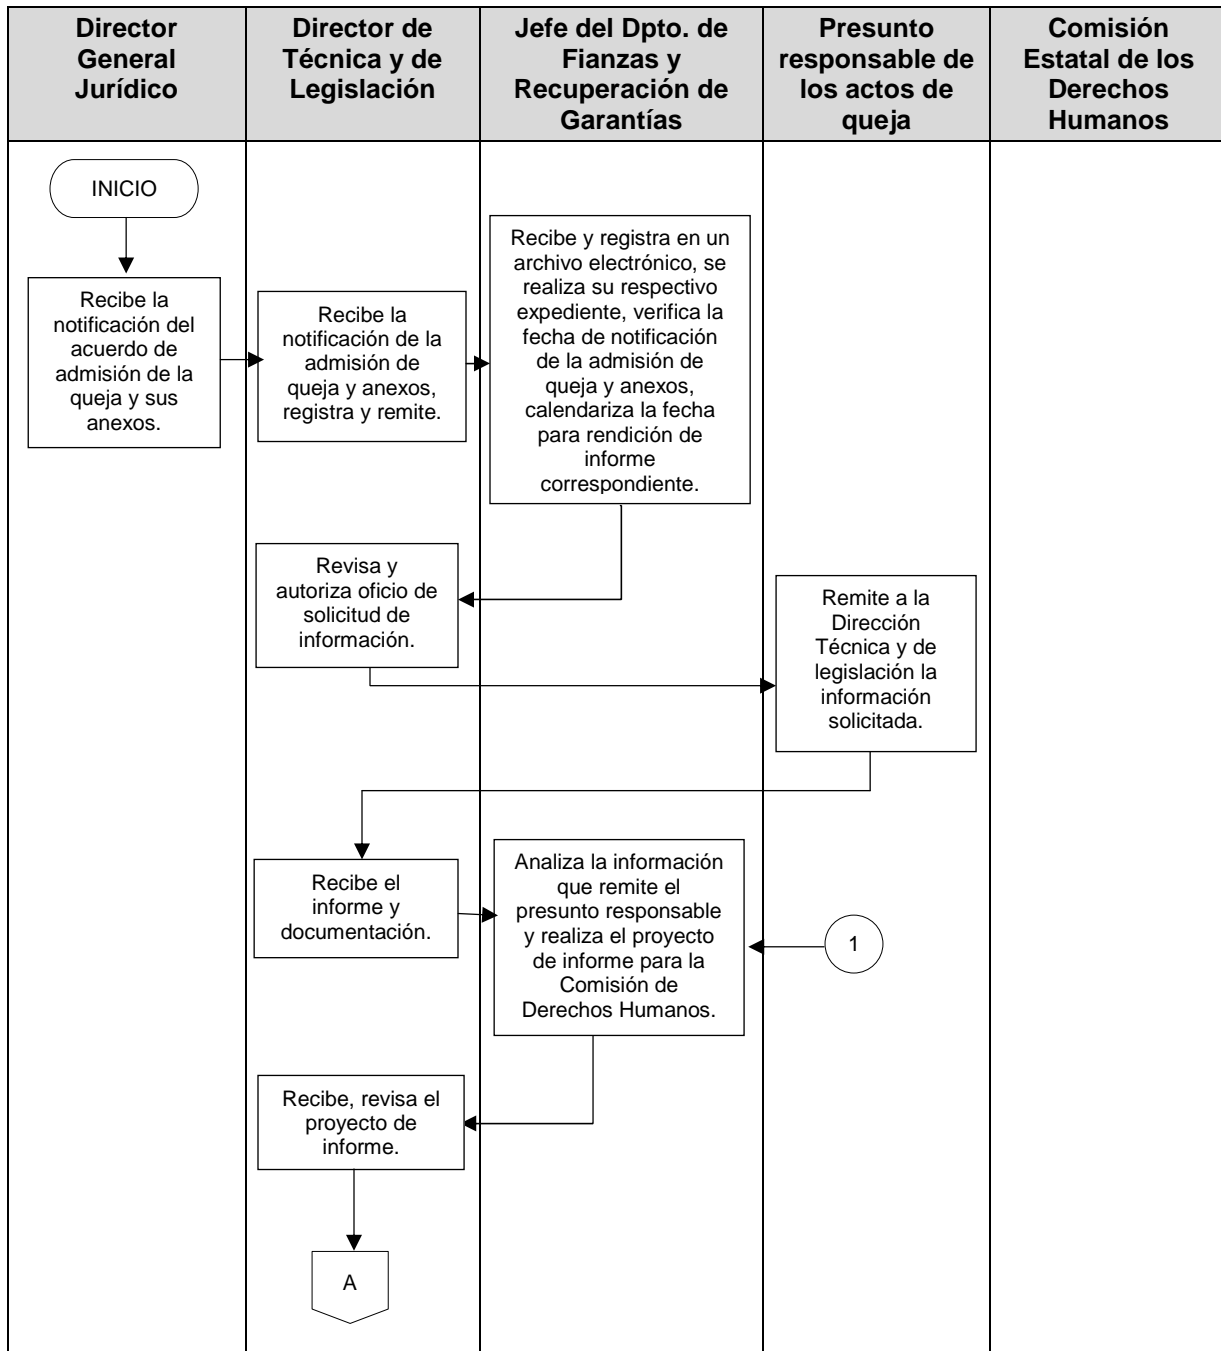 Director
General
Jurídico
Director de
Técnica y de
Legislación
Jefe del Dpto. de
Fianzas y
Recuperación de
Garantías
Presunto
responsable de
los actos de
queja
Comisión
Estatal de los
Derechos
Humanos
INICIO
Recibe la
notificación del
acuerdo de
admisión de la
queja y sus
anexos.
Recibe la
notificación de la
admisión de
queja y anexos,
registra y remite.
Recibe y registra en un
archivo electrónico, se
realiza su respectivo
expediente, verifica la
fecha de notificación
de la admisión de
queja y anexos,
calendariza la fecha
para rendición de
informe
correspondiente.
Revisa y
autoriza oficio de
solicitud de
información.
Remite a la
Dirección
Técnica y de
legislación la
información
solicitada.
Recibe el
informe y
documentación.
Analiza la información
que remite el
presunto responsable
y realiza el proyecto
de informe para la
Comisión de
Derechos Humanos.
1
Recibe, revisa el
proyecto de
informe.
A